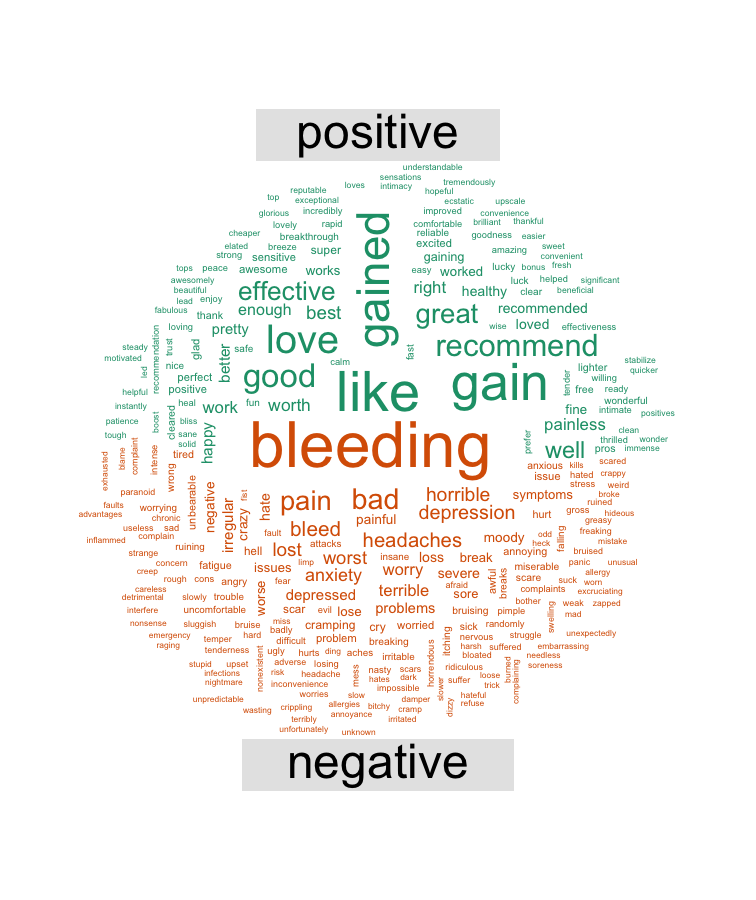 positive
understandable
sensations
loves intimacy tremendously
reputable hopeful
top exceptional ecstatic upscale
glorious incredibly improved convenience
lovely rapid comfortable brilliant thankful
cheaper breakthrough reliable goodness easier
elated breeze super excited amazing sweet
strong sensitive gained gaining convenient
tops peace awesome works easy worked lucky bonus fresh
awesomely luck helped significant
beautiful effective right healthy clear beneficial
lead enjoy
fabulous thank enough best great recommended
loving pretty love wise loved effectiveness
steady recommendation trust glad better safe fast recommend stabilize
motivated led nice calm lighter quicker
perfect good like gain tender willing
helpful positive free ready
instantly heal work fun worth wonderful
patience boost cleared bliss fine intimate positives
tough sane happy painless clean
solid prefer thrilled wonder
well pros immense
bleeding
exhausted blame complaint intense wrong tired anxious kills scared
issue hated crappy
paranoid unbearable negative stress weird
faults worrying irregular crazy fist hate pain bad horrible symptoms broke
advantages chronic depression gross ruined
useless sad fault bleed painful hurt greasy hideous
inflamed complain headaches moody odd falling freaking
strange ruining hell lost attacks heck mistake
annoying bruised
concern fatigue issues limp worst insane loss break panic unusual
creep miserable allergy
rough cons angry fear anxiety worry severe awful breaks scare suck worn
careless worse afraid complaints excruciating
detrimental slowly trouble depressed terrible sore bother
interfere uncomfortable scar evil lose problems bruising pimple swelling weak zapped
mad
nonsense sluggish bruise miss cramping cry worried sick randomly
emergency temper hard badly difficult problem breaking itching nervous struggle unexpectedly
raging tenderness nonexistent ugly hurts ding aches horrendous harsh suffered embarrassing
stupid upset adverse losing mess irritable bloated needless
infections risk headache nasty scars ridiculous burned soreness
nightmare inconvenience hates dark slower suffer loose complaining
worries slow impossible trick
unpredictable crippling allergies bitchy damper dizzy hateful
wasting annoyance cramp refuse
terribly irritated
unfortunately unknown
negative